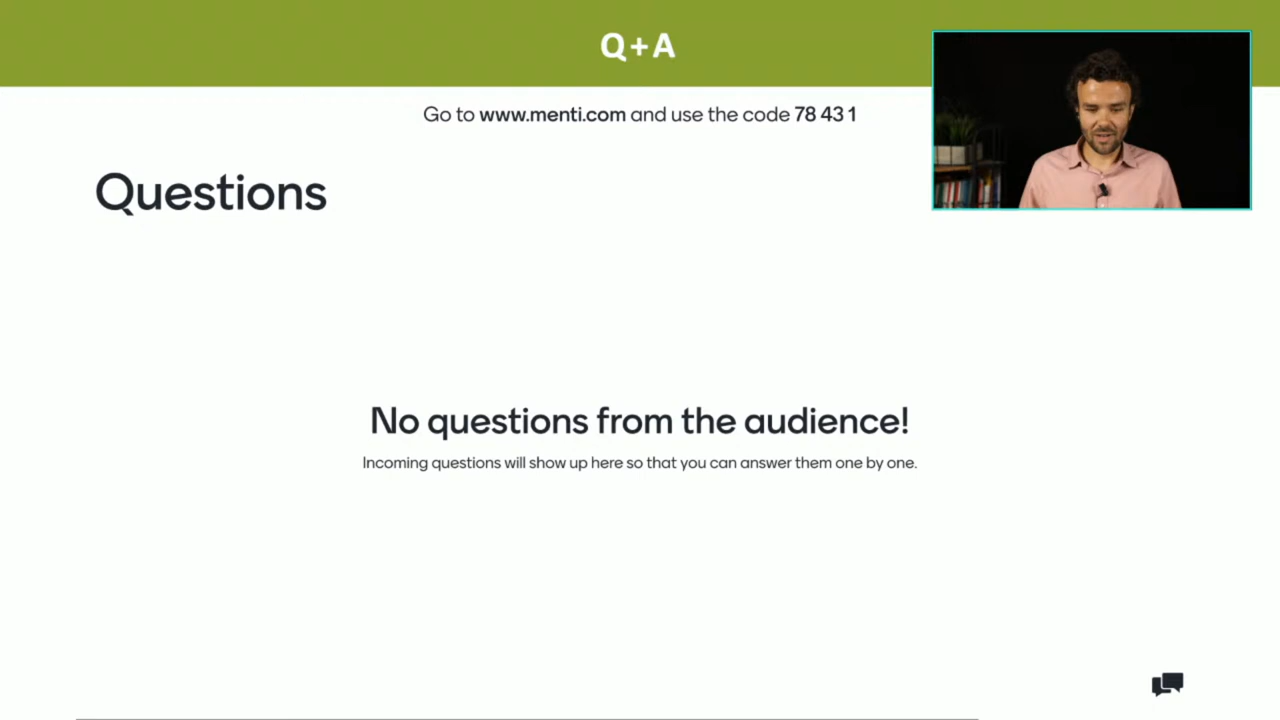 Q+A
Go to www.menti.com and use the code 78 43 1
Questions
No questions from the audience!
Incoming questions will show up here so that you can answer them one by one.